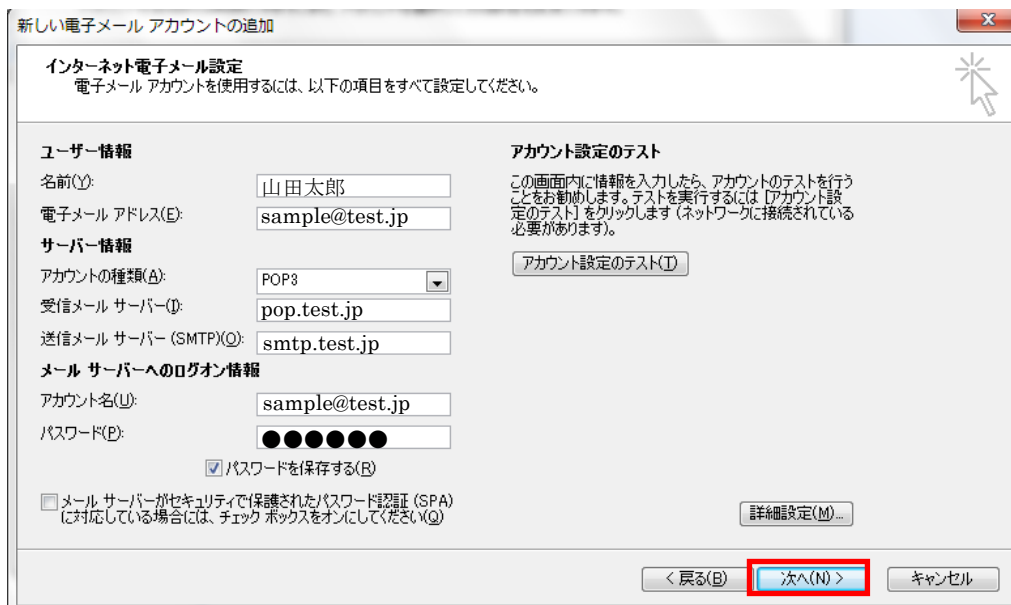 新しい電子メール アカウントの追加
インターネット電子メール設定
電子メール アカウントを使用するには、以下の項目をすべて設定してください。
ユーザー情報
名前(Y):
山田太郎
電子メール アドレス(E):
sample@test.jp
サーバー情報
アカウントの種類(A):
POP3
受信メール サーバー(I):
pop.test.jp
送信メール サーバー (SMTP)(O):
smtp.test.jp
メール サーバーへのログオン情報
アカウント名(U):
sample@test.jp
パスワード(P):
●●●●●●
パスワードを保存する(R)
メール サーバーがセキュリティで保護されたパスワード認証 (SPA)
に対応している場合には、チェック ボックスをオンにしてください(Q)
アカウント設定のテスト
この画面内に情報を入力したら、アカウントのテストを行う
ことをお勧めします。テストを実行するには [アカウント設
定のテスト] をクリックします (ネットワークに接続されている
必要があります)。
アカウント設定のテスト(T)
詳細設定(M)...
< 戻る(B)
次へ(N) >
キャンセル